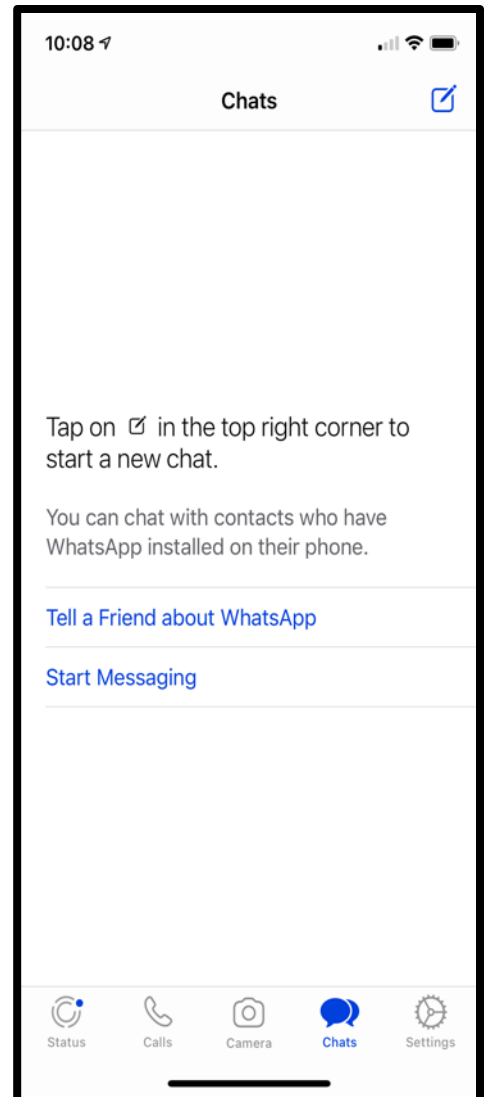 10:08
Chats
Tap on in the top right corner to
start a new chat.
You can chat with contacts who have
WhatsApp installed on their phone.
Tell a Friend about WhatsApp
Start Messaging
Status Calls Camera Chats Settings